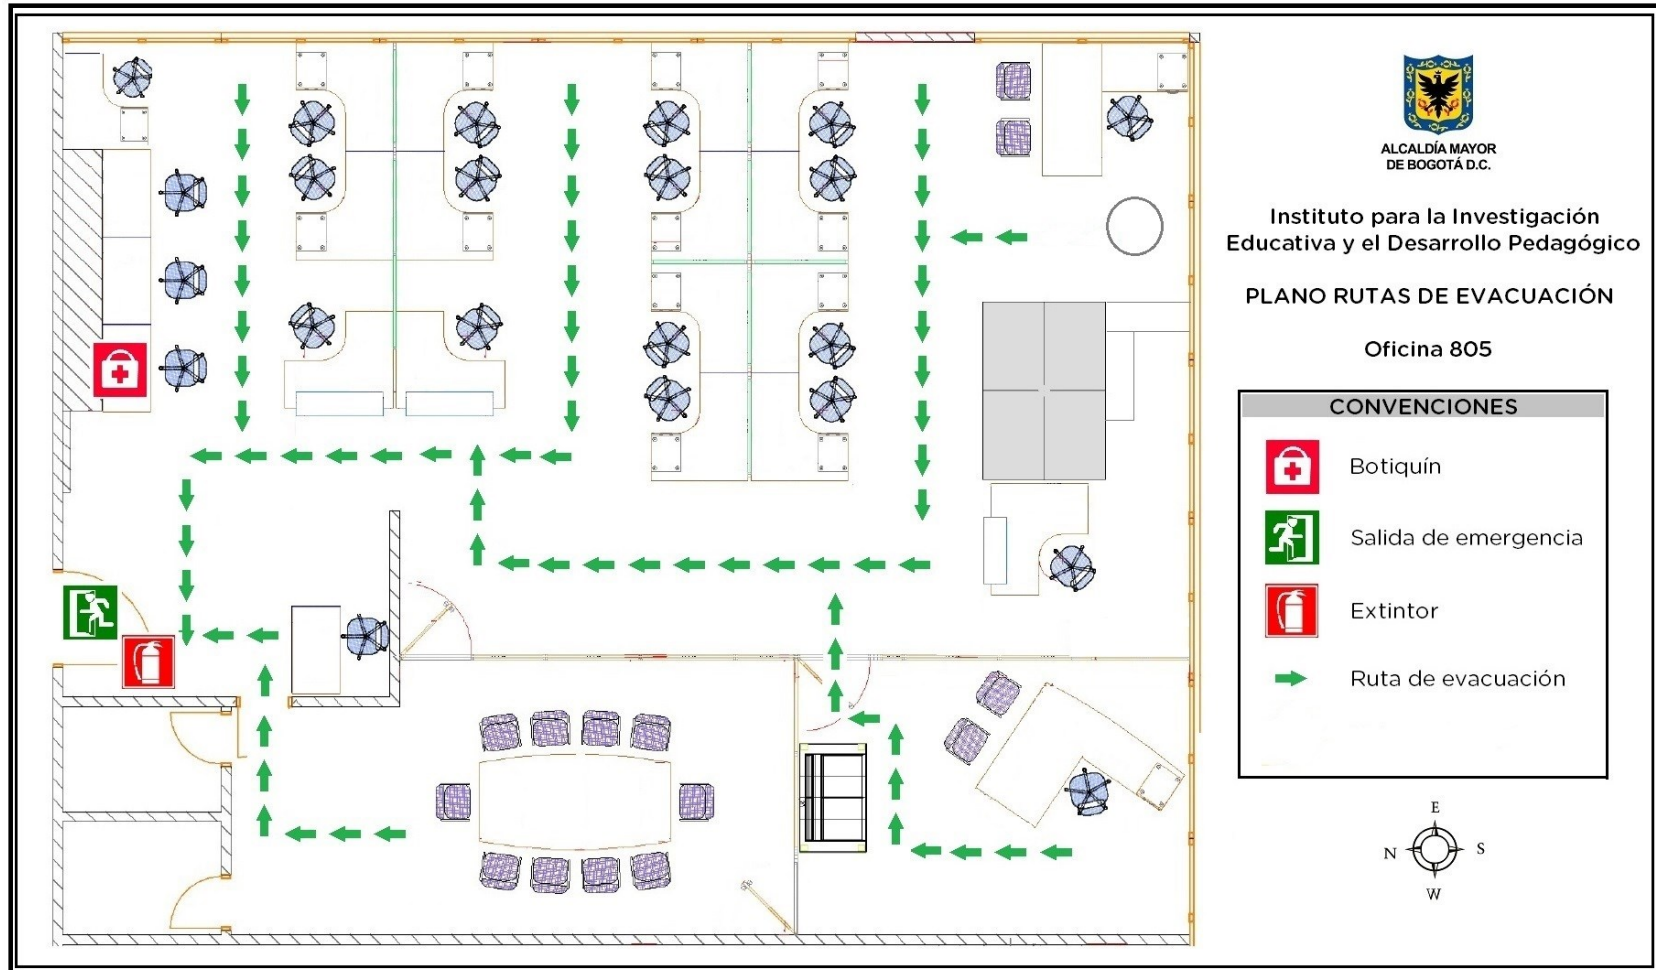 ALCALDÍA MAYOR
DE BOGOTÁ D.C.
Instituto para la Investigación
Educativa y el Desarrollo Pedagógico
PLANO RUTAS DE EVACUACIÓN
Oficina 805
CONVENCIONES
Botiquín
Salida de emergencia
Extintor
Ruta de evacuación
E
N S
W